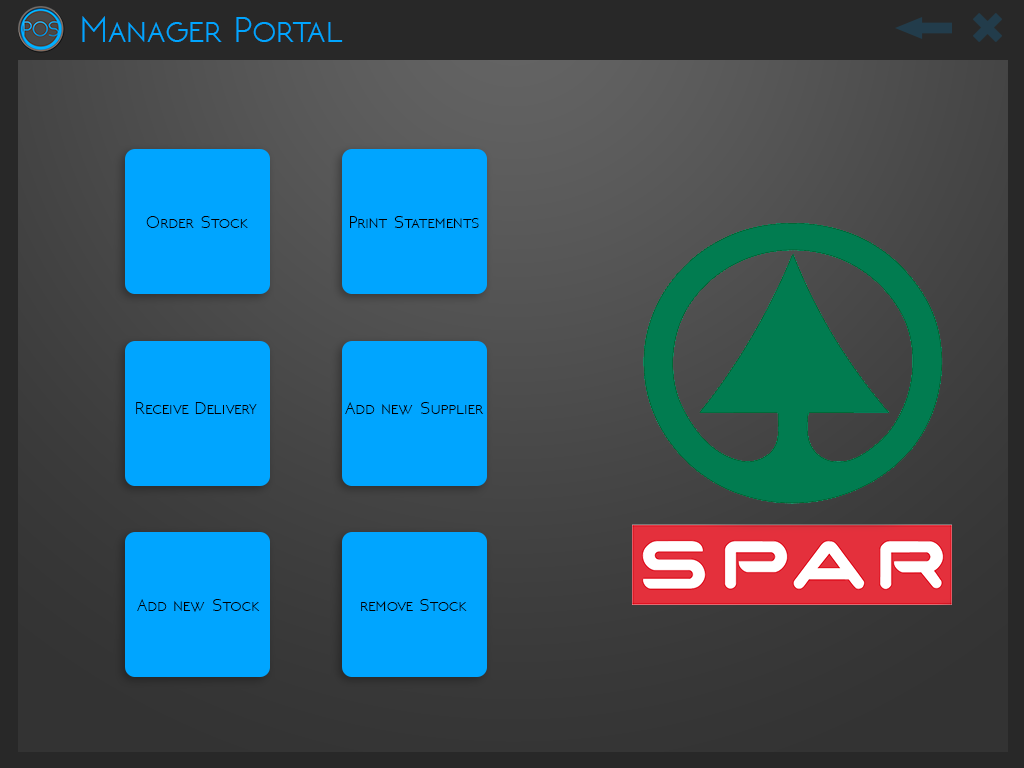 POS
Manager Portal
Order Stock
Print Statements
Receive Delivery
Add new Supplier
Add new Stock
remove Stock
SPAR